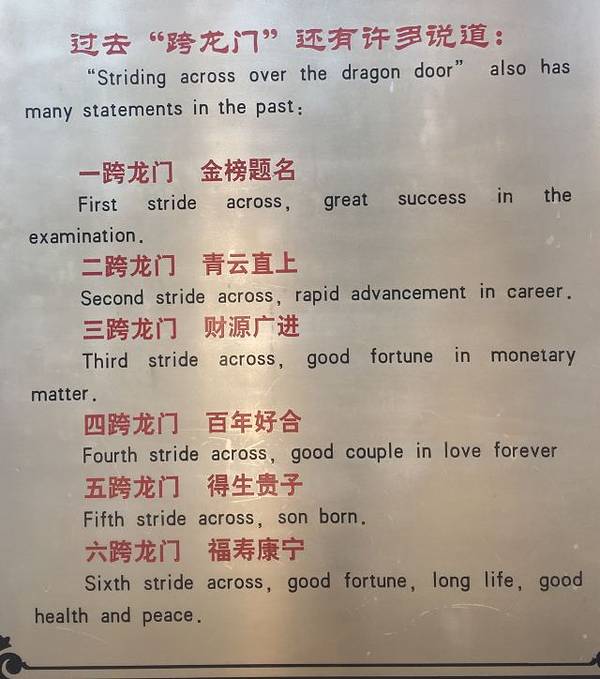 过去“跨龙门”还有许多说道：
“Striding across over the dragon door” also has
many statements in the past:
一跨龙门 金榜题名
First stride across, great success in the
examination.
二跨龙门 青云直上
Second stride across, rapid advancement in career.
三跨龙门 财源广进
Third stride across, good fortune in monetary
matter.
四跨龙门 百年好合
Fourth stride across, good couple in love forever
五跨龙门 得生贵子
Fifth stride across, son born.
六跨龙门 福寿康宁
Sixth stride across, good fortune, long life, good
health and peace.